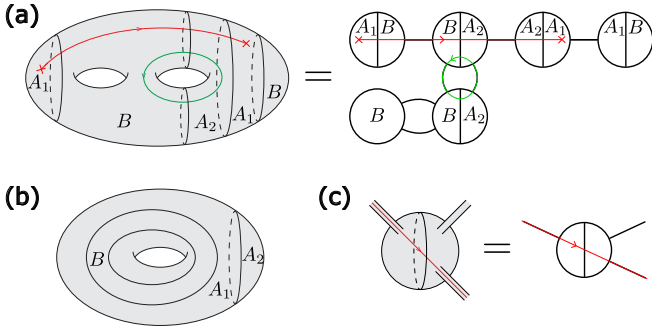 (a)
A₁ B A₂ A₁ B
=
A₁ B B A₂ A₂ A₁ A₁ B
B B A₂
(b)
B A₁ A₂
(c)
=